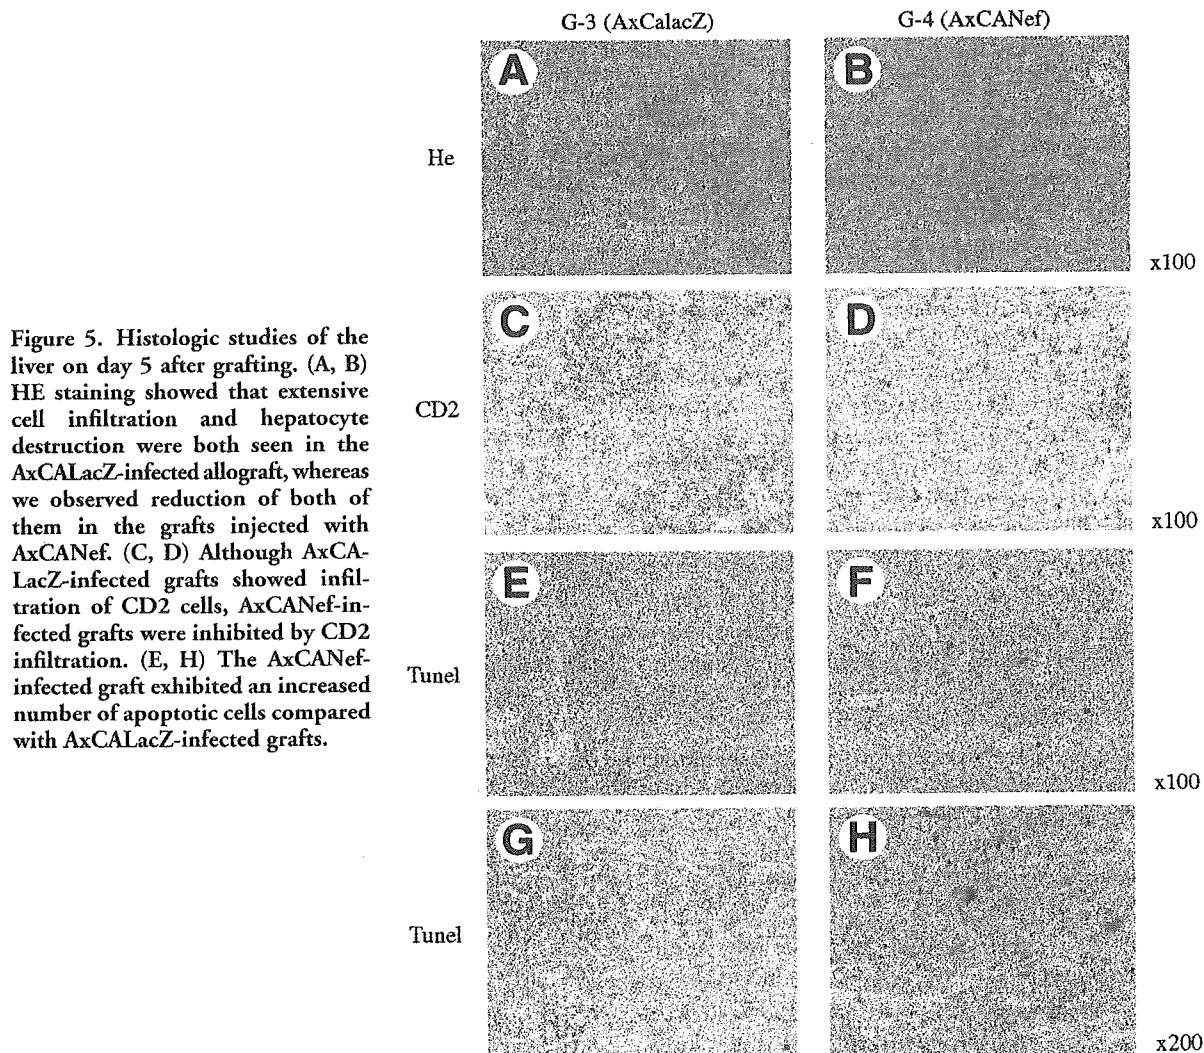 G-3 (AxCalacZ)
G-4 (AxCANef)
A
B
He
x100
C
D
CD2
x100
E
F
Tunel
x100
G
H
Tunel
x200
Figure 5. Histologic studies of the
liver on day 5 after grafting. (A, B)
HE staining showed that extensive
cell infiltration and hepatocyte
destruction were both seen in the
AxCALacZ-infected allograft, whereas
we observed reduction of both of
them in the grafts injected with
AxCANef. (C, D) Although AxCA-
LacZ-infected grafts showed infil-
tration of CD2 cells, AxCANef-in-
fected grafts were inhibited by CD2
infiltration. (E, H) The AxCANef-
infected graft exhibited an increased
number of apoptotic cells compared
with AxCALacZ-infected grafts.